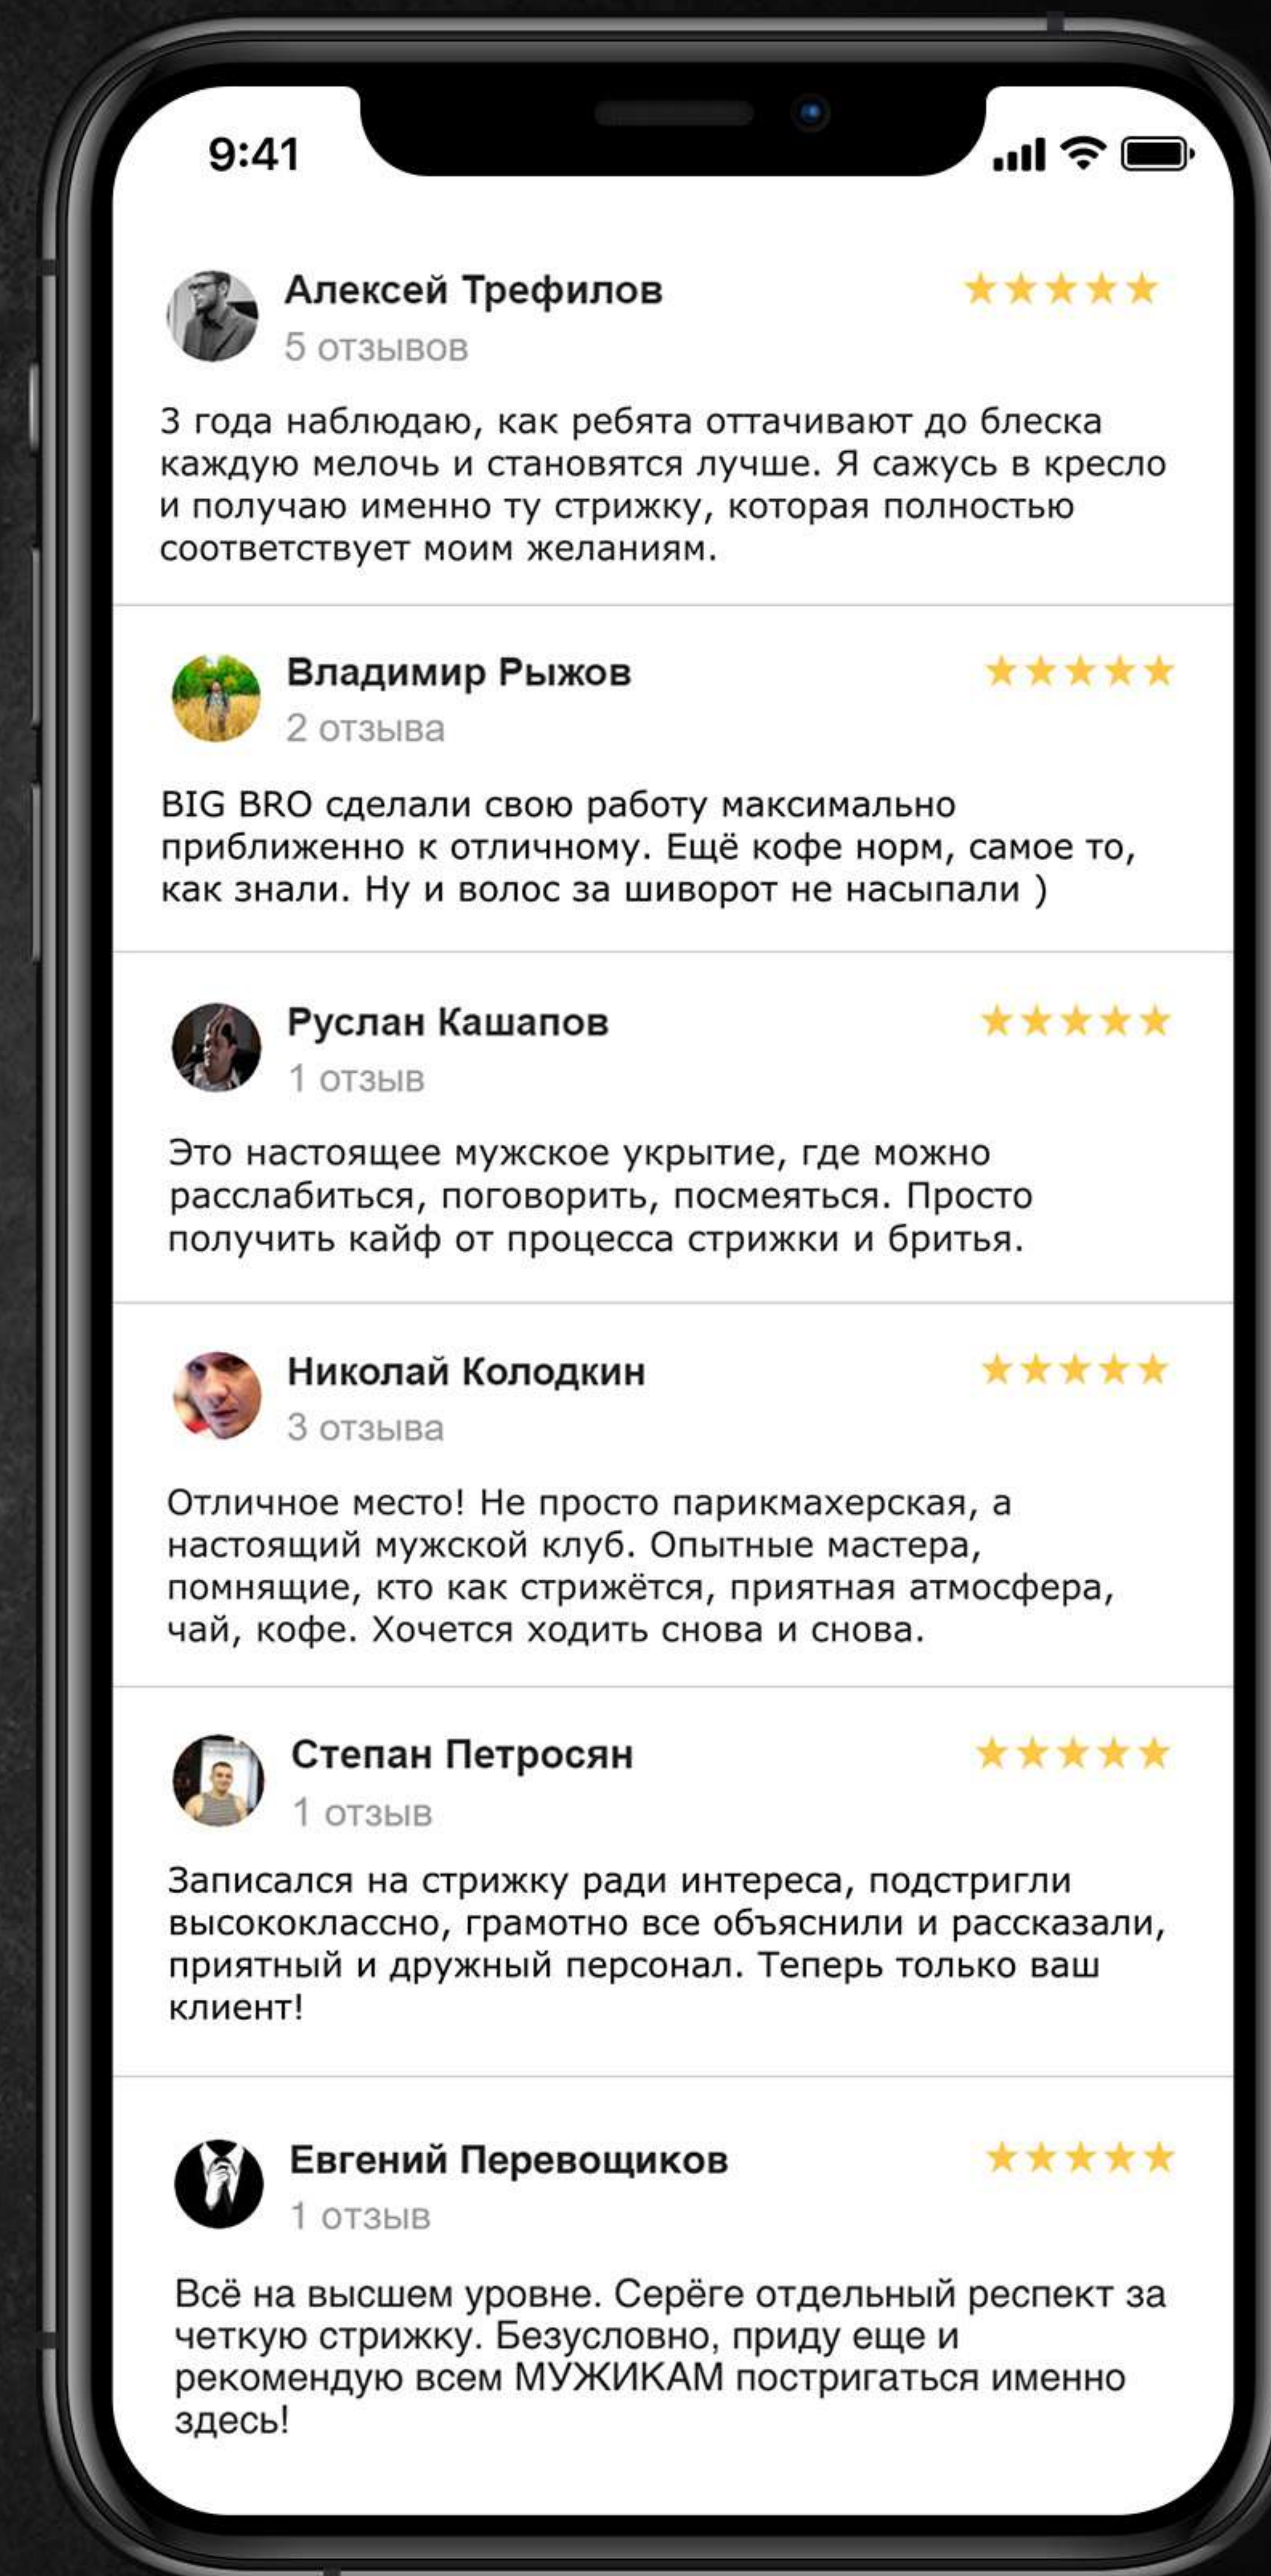 9:41
Алексей Трефилов
5 отзывов
3 года наблюдаю, как ребята оттачивают до блеска
каждую мелочь и становятся лучше. Я сажусь в кресло
и получаю именно ту стрижку, которая полностью
соответствует моим желаниям.
Владимир Рыжов
2 отзыва
BIG BRO сделали свою работу максимально
приближенно к отличному. Ещё кофе норм, самое то,
как знали. Ну и волос за шиворот не насыпали )
Руслан Кашапов
1 отзыв
Это настоящее мужское укрытие, где можно
расслабиться, поговорить, посмеяться. Просто
получить кайф от процесса стрижки и бритья.
Николай Колодкин
3 отзыва
Отличное место! Не просто парикмахерская, а
настоящий мужской клуб. Опытные мастера,
помнящие, кто как стрижётся, приятная атмосфера,
чай, кофе. Хочется ходить снова и снова.
Степан Петросян
1 отзыв
Записался на стрижку ради интереса, подстригли
высококлассно, грамотно все объяснили и рассказали,
приятный и дружный персонал. Теперь только ваш
клиент!
Евгений Перевощиков
1 отзыв
Всё на высшем уровне. Серёге отдельный респект за
четкую стрижку. Безусловно, приду еще и
рекомендую всем МУЖИКАМ постригаться именно
здесь!